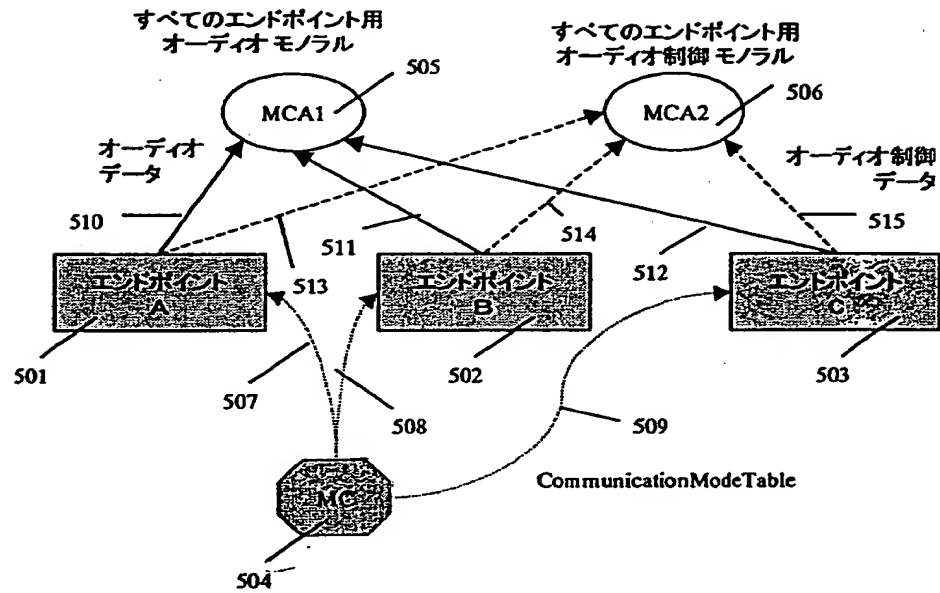 すべてのエンドポイント用
オーディオ モノラル
すべてのエンドポイント用
オーディオ制御 モノラル
505
506
MCA1
MCA2
オーディオ
データ
オーディオ制御
データ
510
511
513
514
512
515
エンドポイント
A
エンドポイント
B
エンドポイント
C
501
507
508
502
509
503
MC
CommunicationModeTable
504